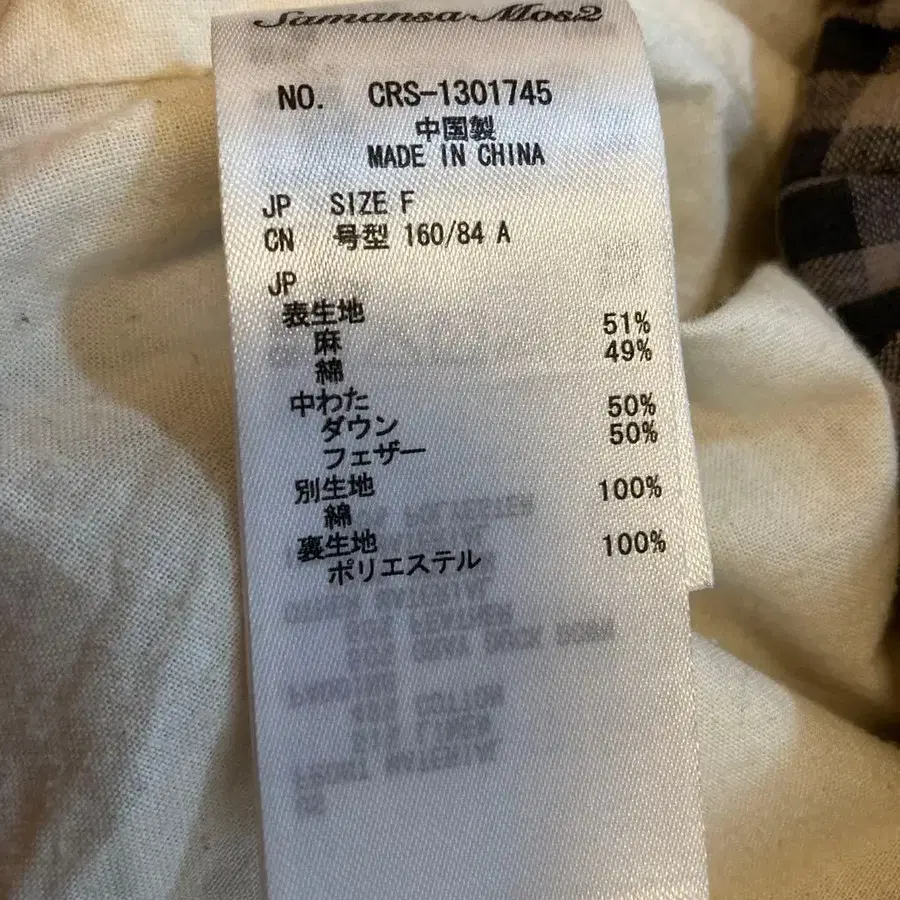 Samansa Mos2
NO. CRS-1301745
中国製
MADE IN CHINA
JP SIZE F
CN 号型 160/84 A
JP
表生地
麻 51%
綿 49%
中わた
ダウン 50%
フェザー 50%
別生地
綿 100%
裏生地
ポリエステル 100%